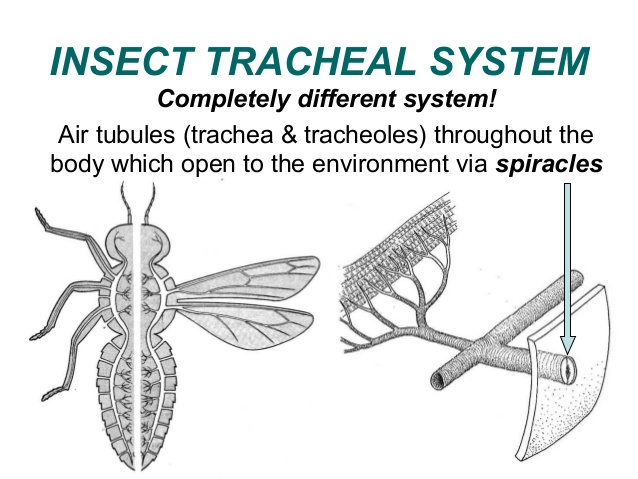 INSECT TRACHEAL SYSTEM
Completely different system!
Air tubules (trachea & tracheoles) throughout the
body which open to the environment via spiracles